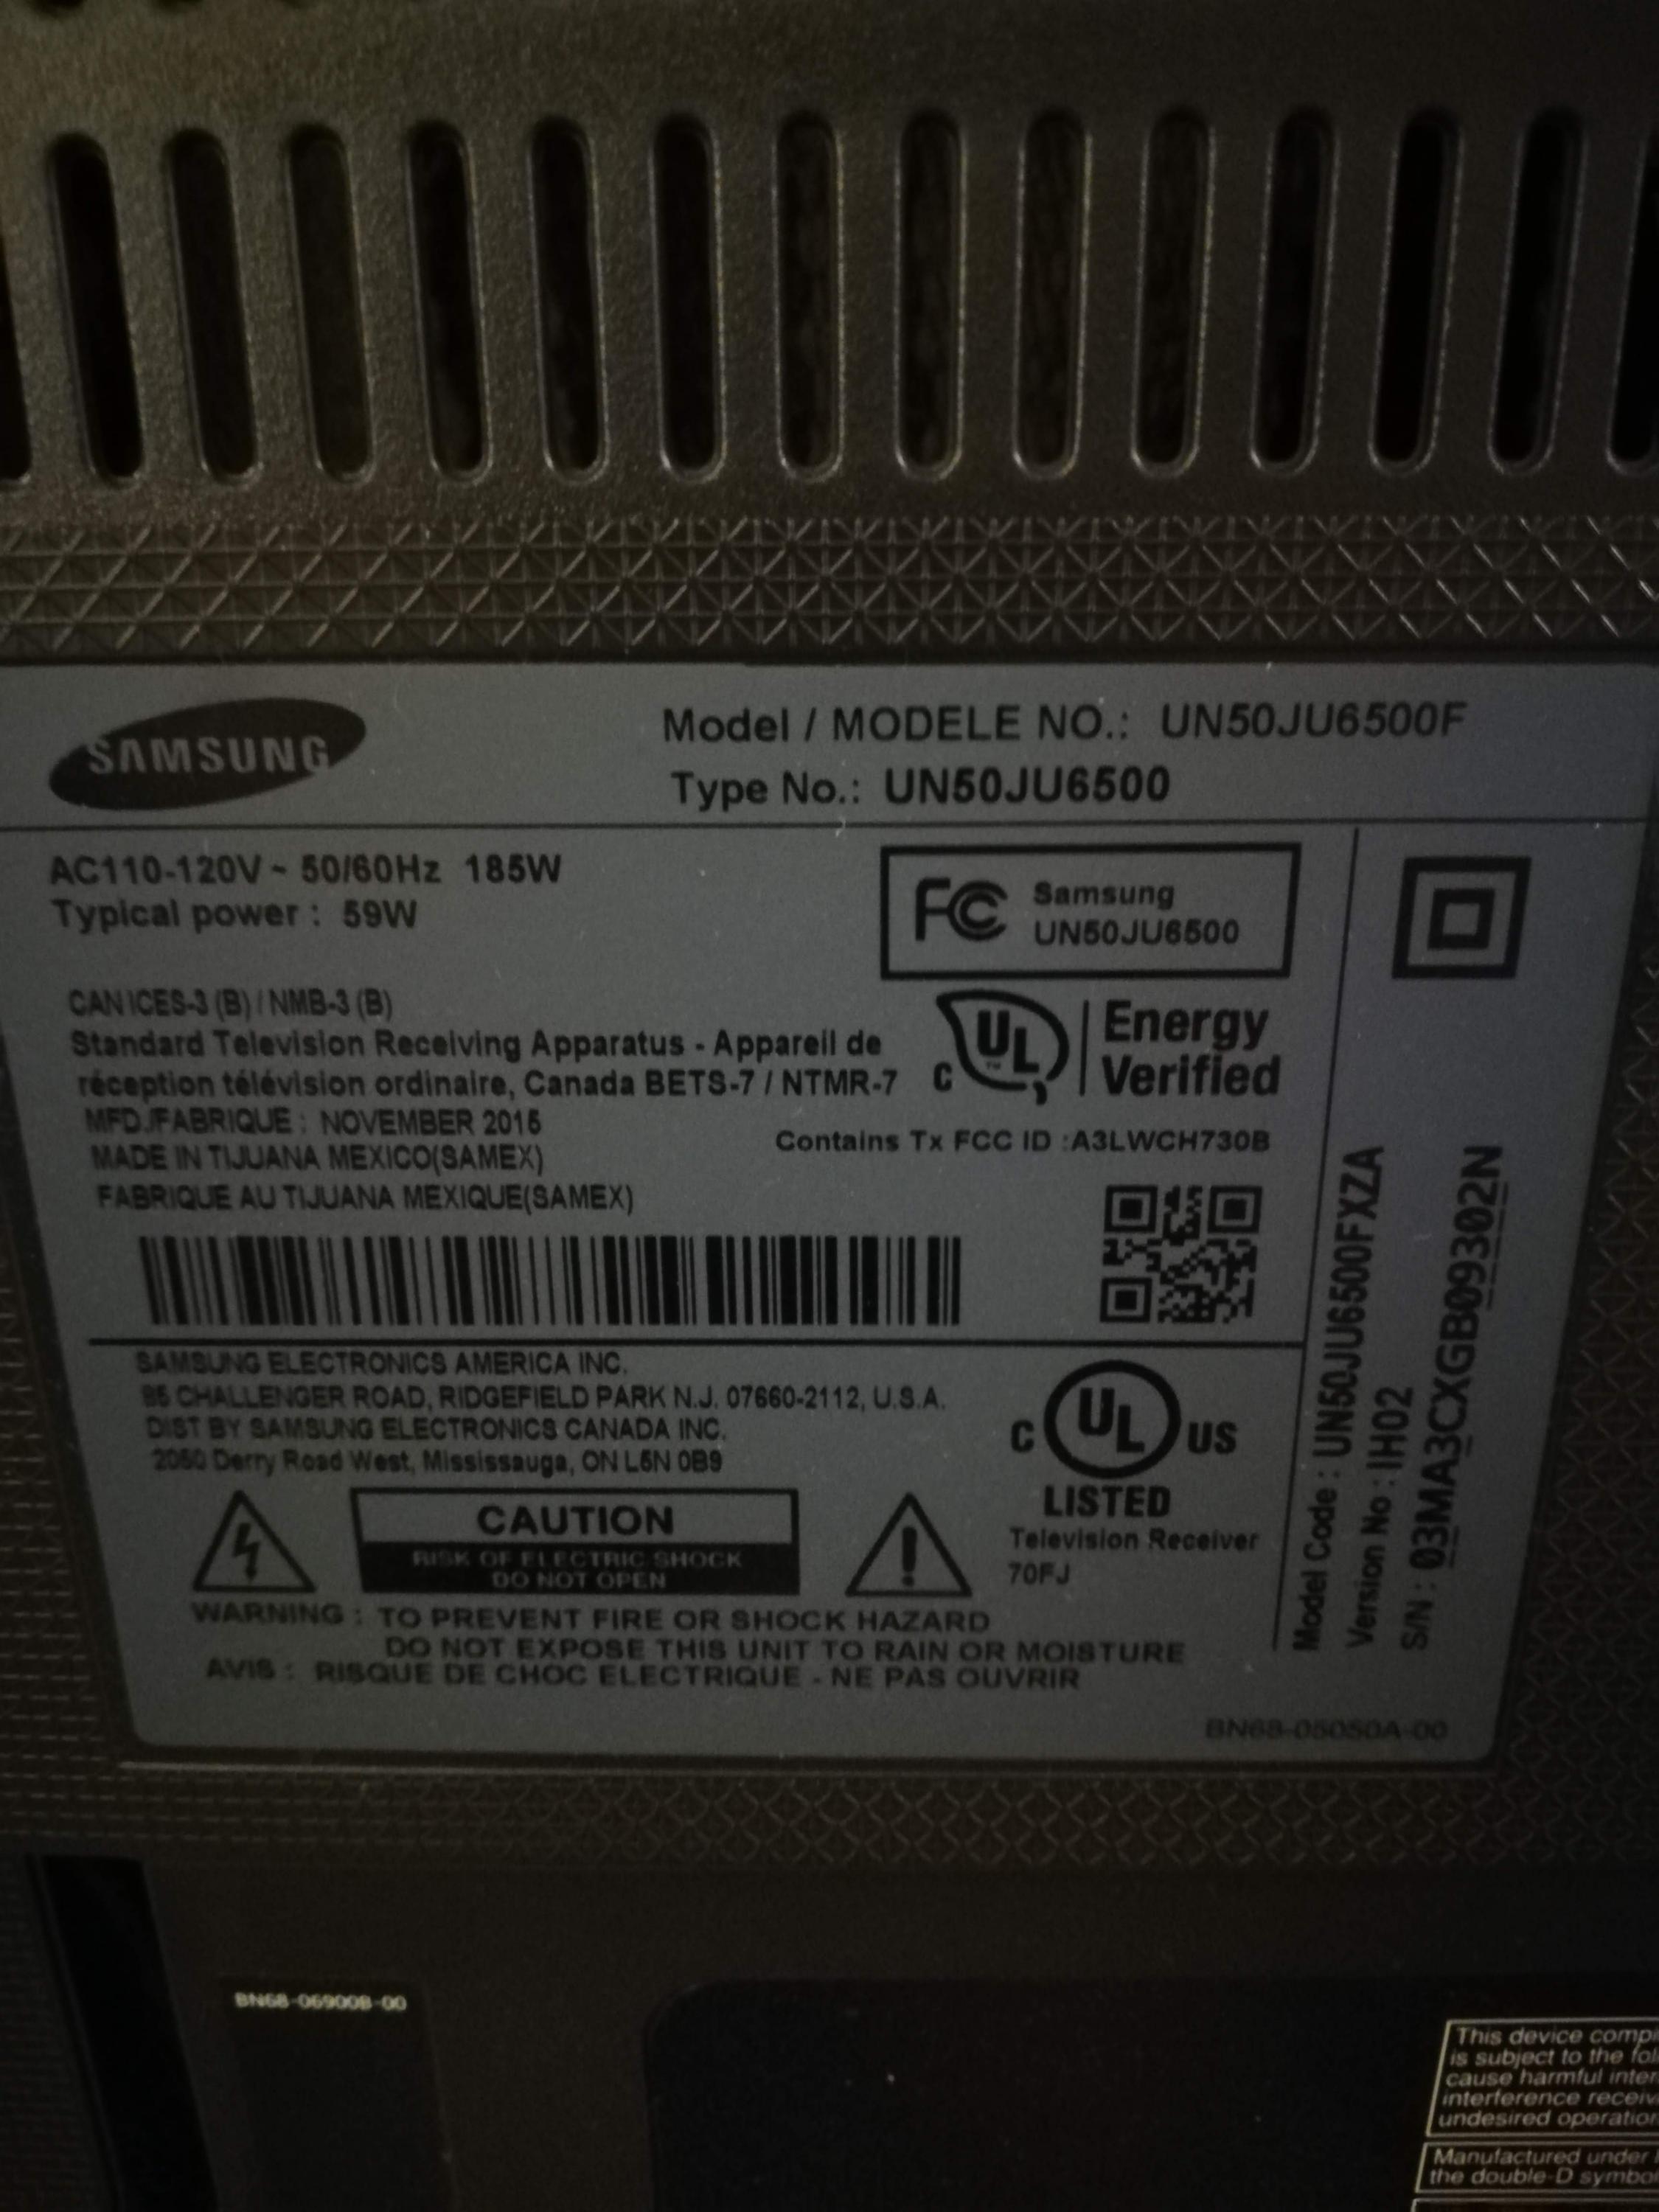 SAMSUNG
Model / MODELE NO.: UN50JU6500F
Type No.: UN50JU6500
AC110-120V ~ 50/60Hz 185W
Typical power : 59W
FC Samsung
UN50JU6500
CAN ICES-3 (B) / NMB-3 (B)
Standard Television Receiving Apparatus - Appareil de
réception télévision ordinaire, Canada BETS-7 / NTMR-7
C UL Energy
Verified
MFD./FABRIQUE : NOVEMBER 2015
MADE IN TIJUANA MEXICO(SAMEX)
FABRIQUE AU TIJUANA MEXIQUE(SAMEX)
Contains Tx FCC ID :A3LWCH730B
SAMSUNG ELECTRONICS AMERICA INC.
85 CHALLENGER ROAD, RIDGEFIELD PARK N.J. 07660-2112, U.S.A.
DIST BY SAMSUNG ELECTRONICS CANADA INC.
2050 Derry Road West, Mississauga, ON L5N 0B9
C UL US
LISTED
Television Receiver
70FJ
CAUTION
RISK OF ELECTRIC SHOCK
DO NOT OPEN
WARNING : TO PREVENT FIRE OR SHOCK HAZARD
DO NOT EXPOSE THIS UNIT TO RAIN OR MOISTURE
AVIS : RISQUE DE CHOC ELECTRIQUE - NE PAS OUVRIR
Model Code : UN50JU6500FXZA
Version No : IH02
S/N : 03MA3CXGB09302N
BN68-05050A-00
BN68-06900B-00
This device compl
is subject to the fol
cause harmful inter
interference receiv
undesired operation
Manufactured under
the double-D symbo